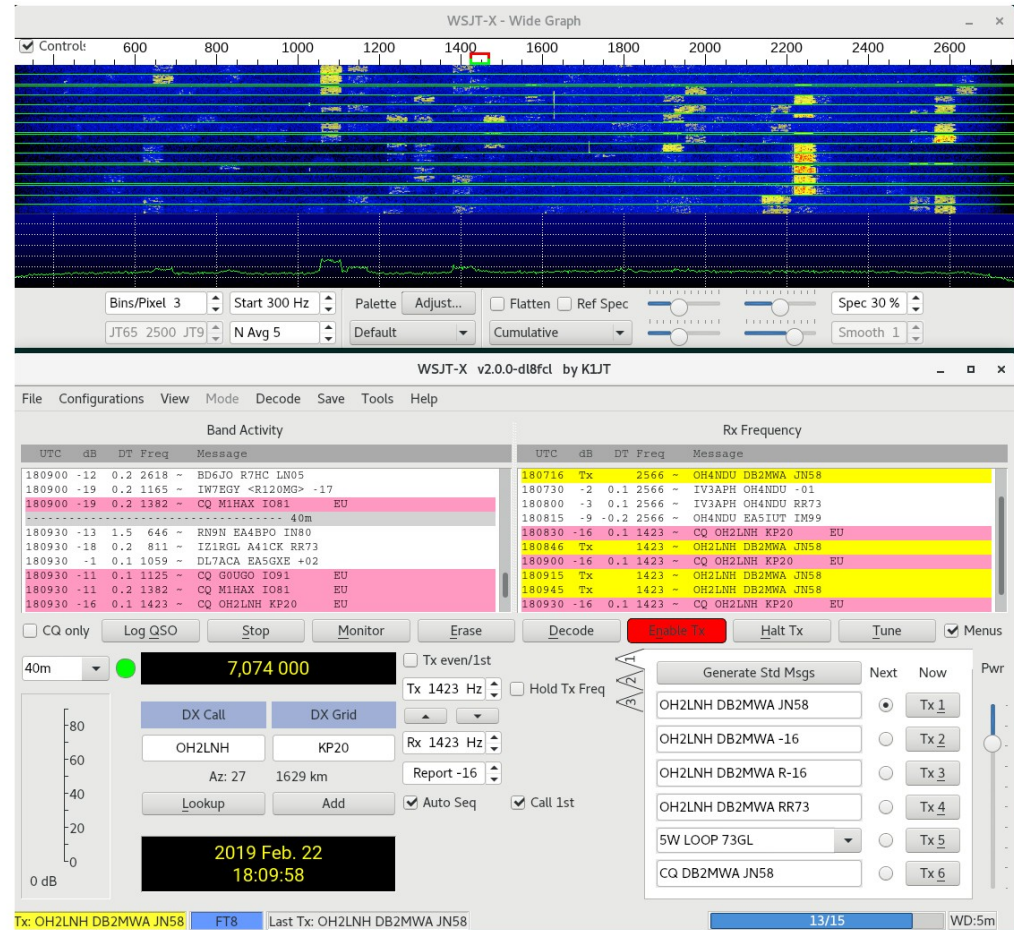 WSJT-X - Wide Graph
Controls 600 800 1000 1200 1400 1600 1800 2000 2200 2400 2600
Bins/Pixel 3 Start 300 Hz Palette Adjust... Flatten Ref Spec Spec 30 %
JT65 2500 JT9 N Avg 5 Default Cumulative Smooth 1
WSJT-X v2.0.0-dl8fcl by K1JT
File Configurations View Mode Decode Save Tools Help
Band Activity
UTC dB DT Freq Message
180900 -12 0.2 2618 ~ BD6JO R7HC LN05
180900 -19 0.2 1165 ~ IW7EGY <R120MG> -17
180900 -19 0.2 1382 ~ CQ M1HAX IO81 EU
40m
180930 -13 1.5 646 ~ RN9N EA4BPO IN80
180930 -18 0.2 811 ~ IZ1RGL A41CK RR73
180930 -1 0.1 1059 ~ DL7ACA EA5GXE +02
180930 -11 0.1 1125 ~ CQ G0UGO IO91 EU
180930 -11 0.2 1382 ~ CQ M1HAX IO81 EU
180930 -16 0.1 1423 ~ CQ OH2LNH KP20 EU
Rx Frequency
UTC dB DT Freq Message
180716 Tx 2566 ~ OH4NDU DB2MWA JN58
180730 -2 0.1 2566 ~ IV3APH OH4NDU -01
180800 -3 0.1 2566 ~ IV3APH OH4NDU RR73
180815 -9 -0.2 2566 ~ OH4NDU EA5IUT IM99
180830 -16 0.1 1423 ~ CQ OH2LNH KP20 EU
180846 Tx 1423 ~ OH2LNH DB2MWA JN58
180900 -16 0.1 1423 ~ CQ OH2LNH KP20 EU
180915 Tx 1423 ~ OH2LNH DB2MWA JN58
180945 Tx 1423 ~ OH2LNH DB2MWA JN58
180930 -16 0.1 1423 ~ CQ OH2LNH KP20 EU
CQ only Log QSO Stop Monitor Erase Decode Enable Tx Halt Tx Tune Menus
40m
7,074 000
DX Call DX Grid
OH2LNH KP20
Az: 27 1629 km
Lookup Add
2019 Feb. 22
18:09:58
-80
-60
-40
-20
0
0 dB
Tx even/1st
Tx 1423 Hz Hold Tx Freq
Rx 1423 Hz
Report -16
Auto Seq Call 1st
1
2
3
Generate Std Msgs Next Now Pwr
OH2LNH DB2MWA JN58 Tx 1
OH2LNH DB2MWA -16 Tx 2
OH2LNH DB2MWA R-16 Tx 3
OH2LNH DB2MWA RR73 Tx 4
5W LOOP 73GL Tx 5
CQ DB2MWA JN58 Tx 6
Tx: OH2LNH DB2MWA JN58 FT8 Last Tx: OH2LNH DB2MWA JN58 13/15 WD:5m